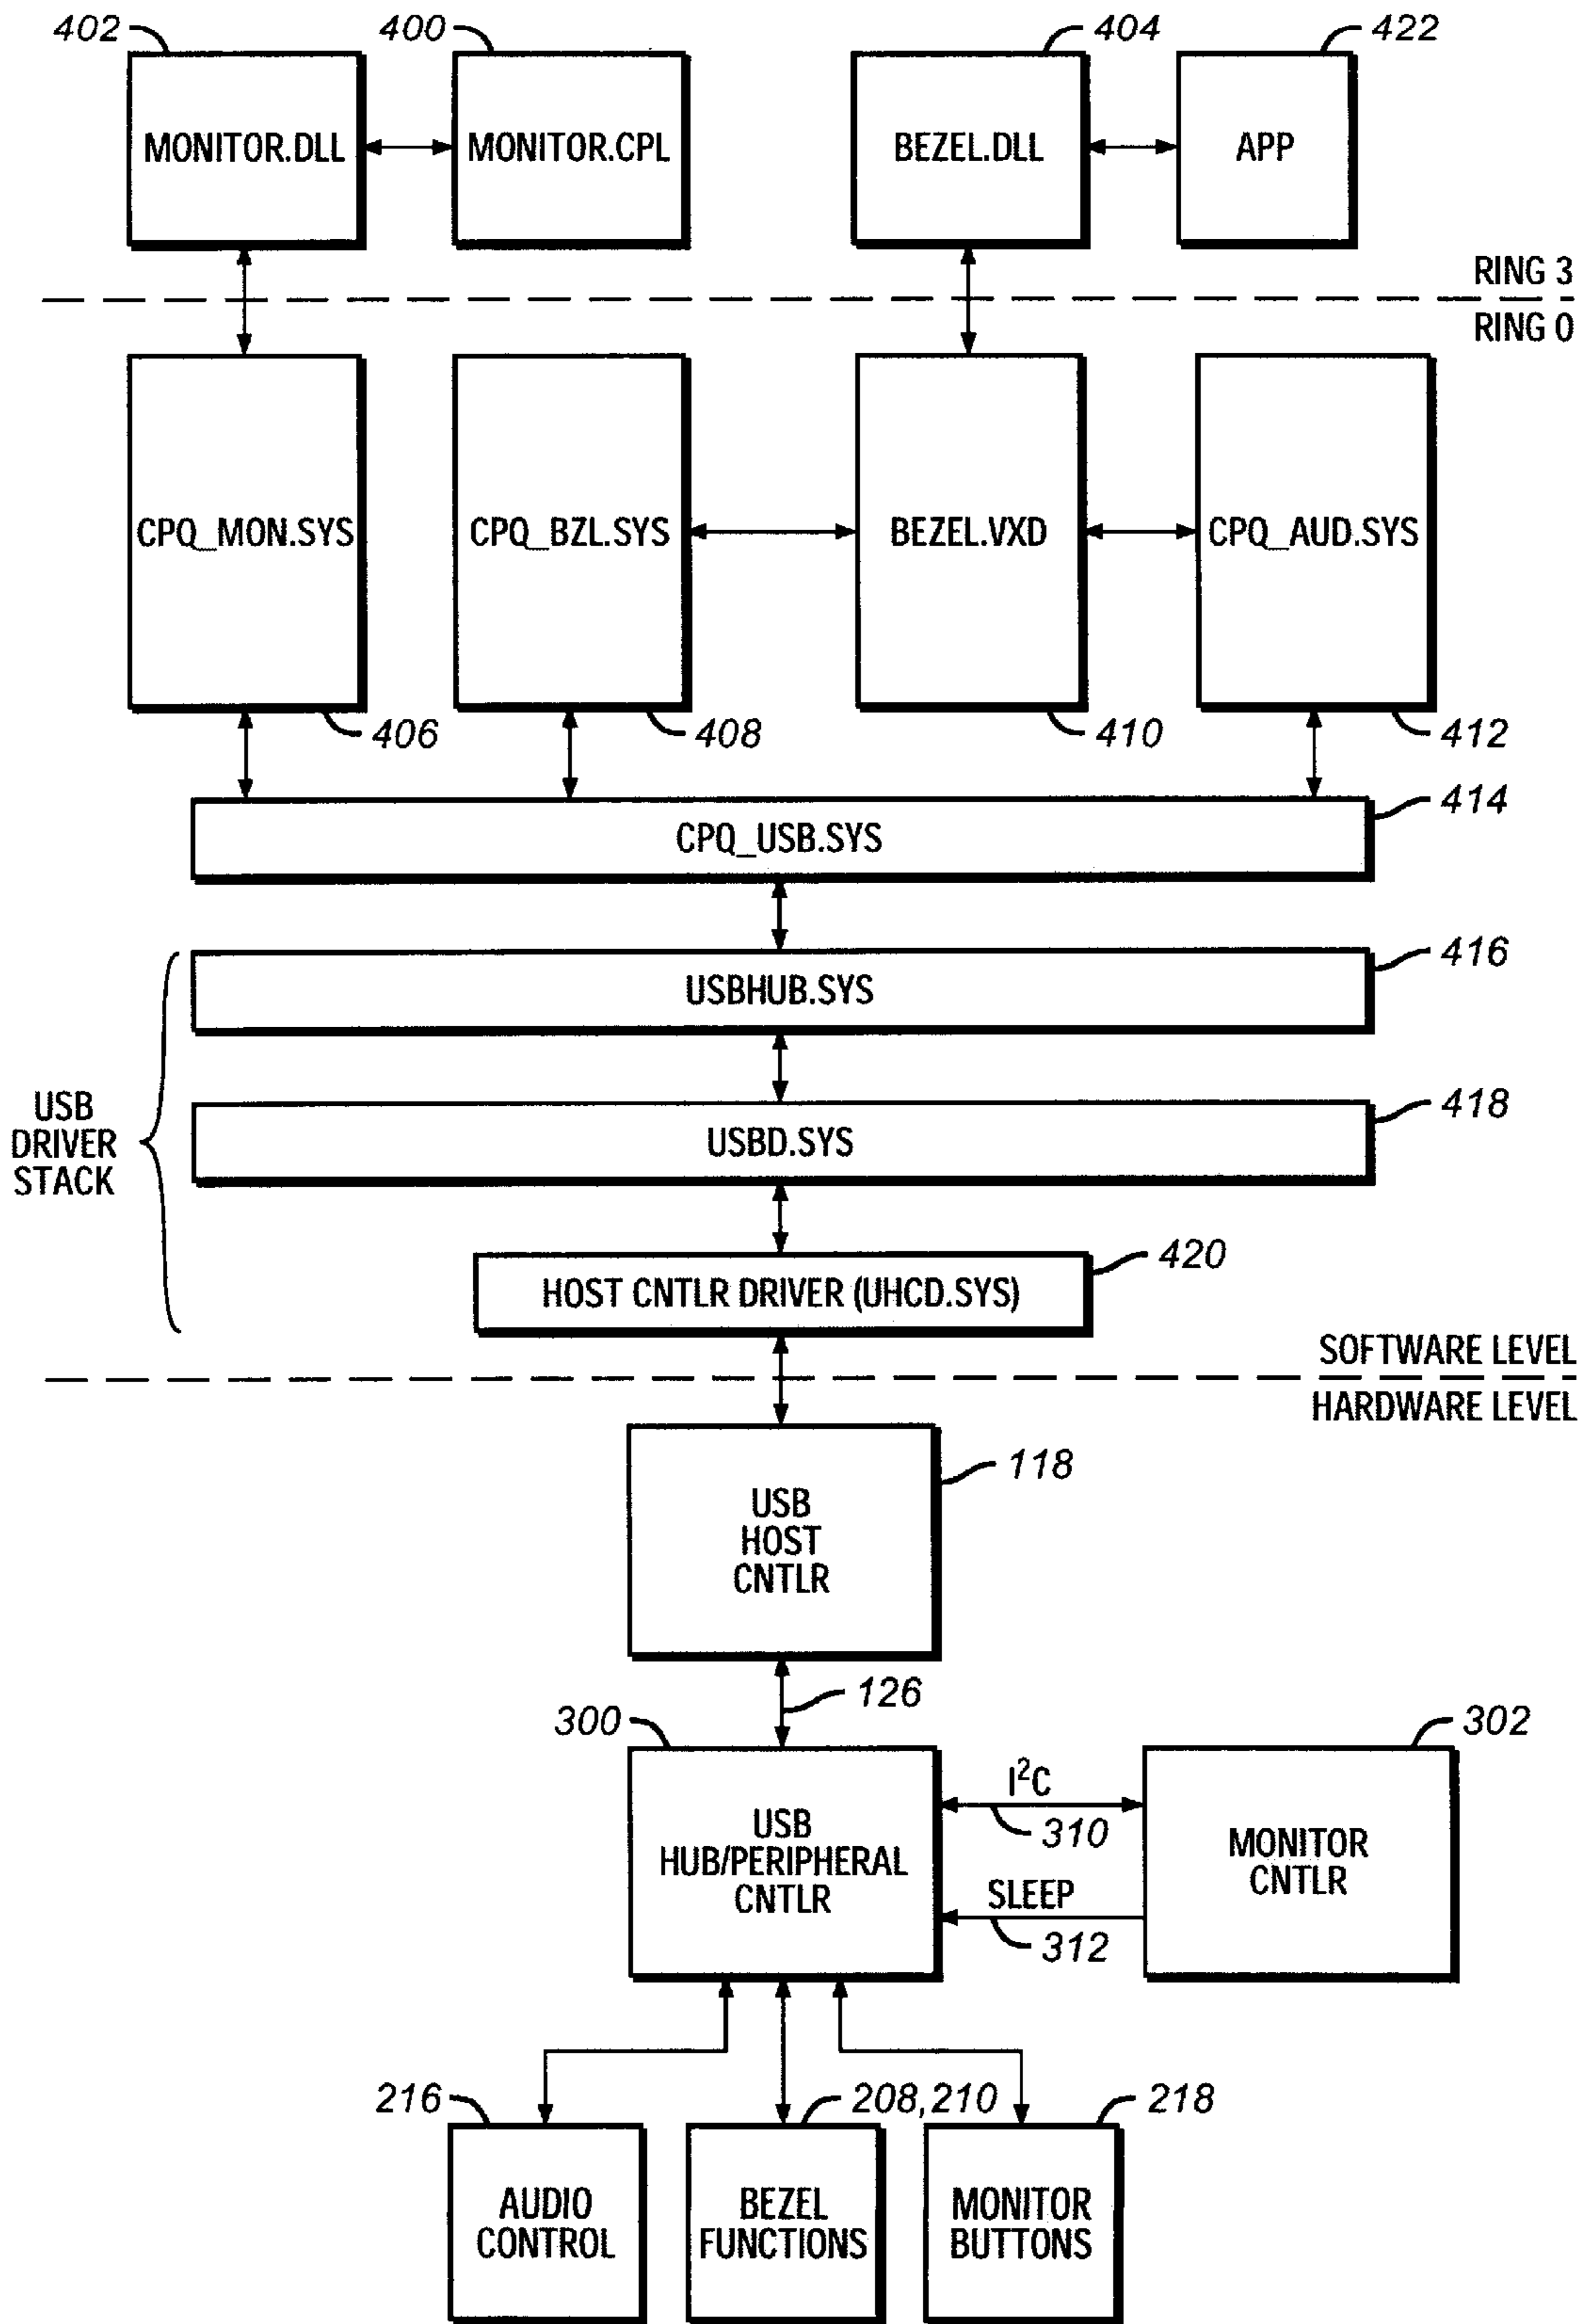 402
400
404
422
MONITOR.DLL
MONITOR.CPL
BEZEL.DLL
APP
RING 3
RING 0
CPQ_MON.SYS
CPQ_BZL.SYS
BEZEL.VXD
CPQ_AUD.SYS
406
408
410
412
414
CPQ_USB.SYS
416
USBHUB.SYS
USB
DRIVER
STACK
418
USBD.SYS
420
HOST CNTLR DRIVER (UHCD.SYS)
SOFTWARE LEVEL
HARDWARE LEVEL
118
USB
HOST
CNTLR
126
300
302
USB
HUB/PERIPHERAL
CNTLR
I²C
310
SLEEP
312
MONITOR
CNTLR
216
208,210
218
AUDIO
CONTROL
BEZEL
FUNCTIONS
MONITOR
BUTTONS